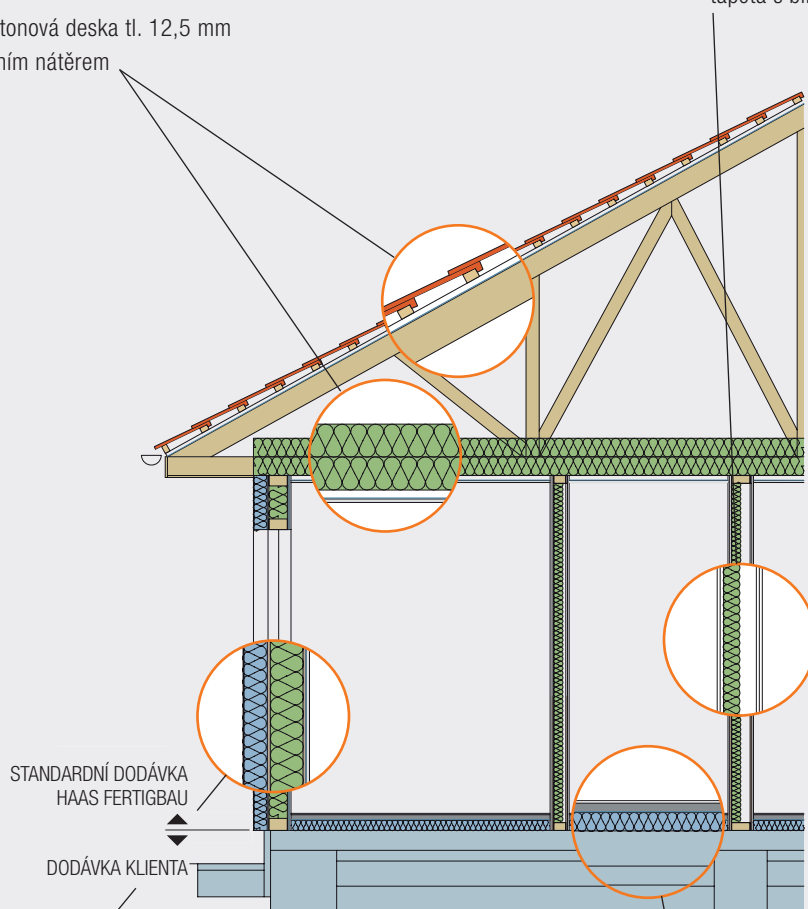 tonová deska tl. 12,5 mm
ním nátěrem
STANDARDNÍ DODÁVKA
HAAS FERTIGBAU
DODÁVKA KLIENTA